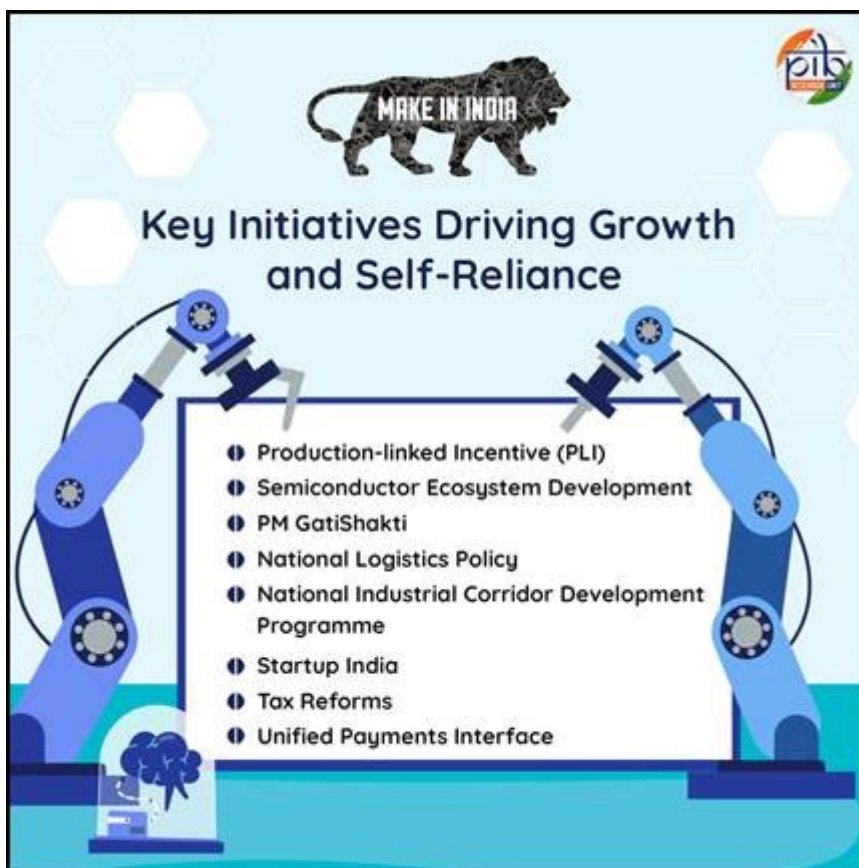 MAKE IN INDIA
pib
Key Initiatives Driving Growth
and Self-Reliance
Production-linked Incentive (PLI)
Semiconductor Ecosystem Development
PM GatiShakti
National Logistics Policy
National Industrial Corridor Development
Programme
Startup India
Tax Reforms
Unified Payments Interface